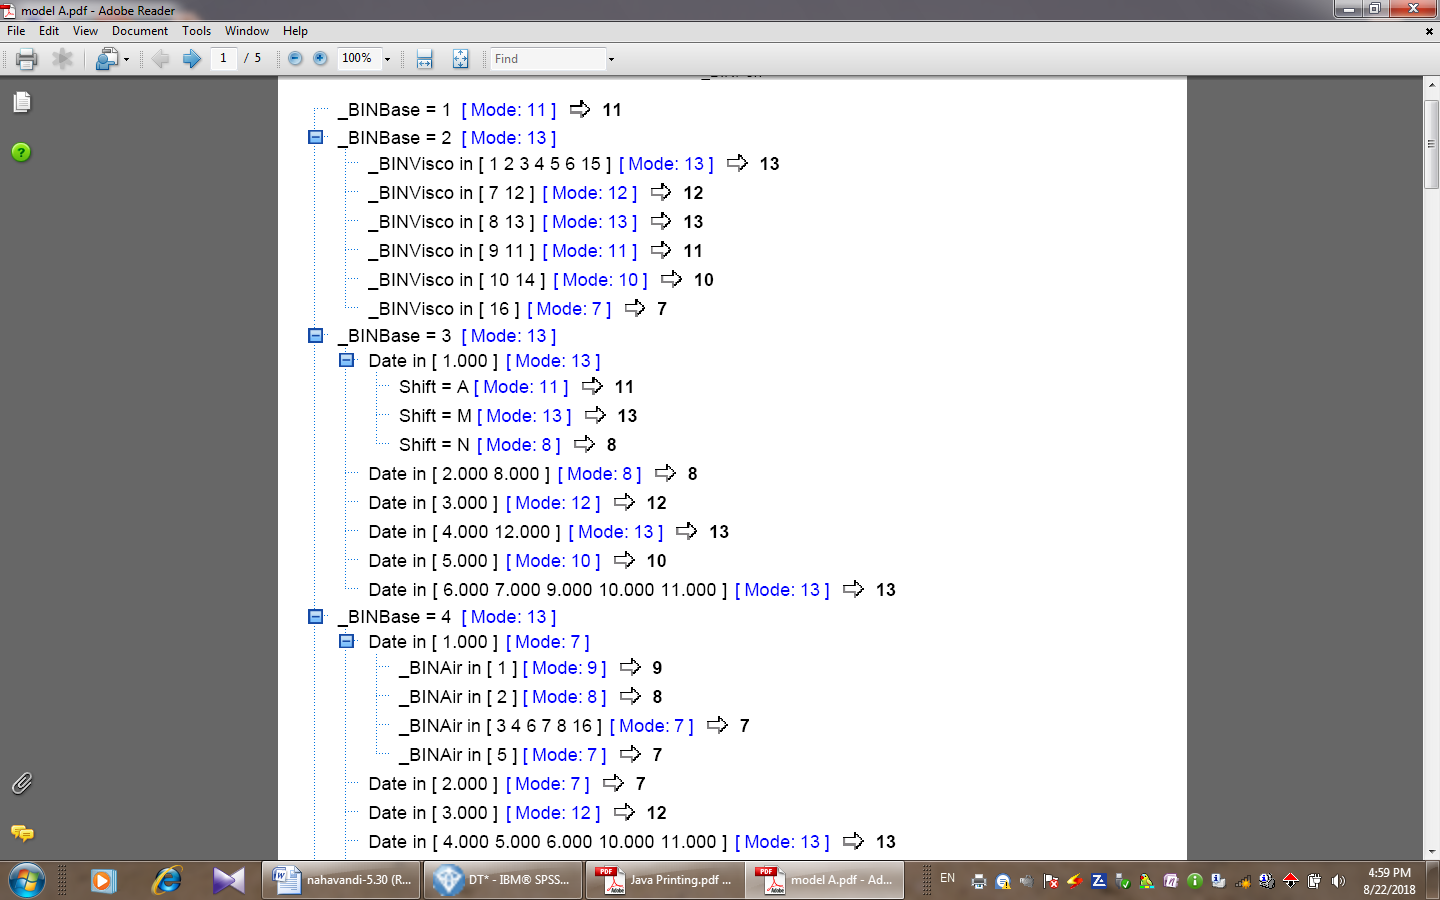 model A.pdf - Adobe Reader
File Edit View Document Tools Window Help
1 / 5 100% Find
_BINBase = 1 [ Mode: 11 ] ⇨ 11
_BINBase = 2 [ Mode: 13 ]
_BINVisco in [ 1 2 3 4 5 6 15 ] [ Mode: 13 ] ⇨ 13
_BINVisco in [ 7 12 ] [ Mode: 12 ] ⇨ 12
_BINVisco in [ 8 13 ] [ Mode: 13 ] ⇨ 13
_BINVisco in [ 9 11 ] [ Mode: 11 ] ⇨ 11
_BINVisco in [ 10 14 ] [ Mode: 10 ] ⇨ 10
_BINVisco in [ 16 ] [ Mode: 7 ] ⇨ 7
_BINBase = 3 [ Mode: 13 ]
Date in [ 1.000 ] [ Mode: 13 ]
Shift = A [ Mode: 11 ] ⇨ 11
Shift = M [ Mode: 13 ] ⇨ 13
Shift = N [ Mode: 8 ] ⇨ 8
Date in [ 2.000 8.000 ] [ Mode: 8 ] ⇨ 8
Date in [ 3.000 ] [ Mode: 12 ] ⇨ 12
Date in [ 4.000 12.000 ] [ Mode: 13 ] ⇨ 13
Date in [ 5.000 ] [ Mode: 10 ] ⇨ 10
Date in [ 6.000 7.000 9.000 10.000 11.000 ] [ Mode: 13 ] ⇨ 13
_BINBase = 4 [ Mode: 13 ]
Date in [ 1.000 ] [ Mode: 7 ]
_BINAir in [ 1 ] [ Mode: 9 ] ⇨ 9
_BINAir in [ 2 ] [ Mode: 8 ] ⇨ 8
_BINAir in [ 3 4 6 7 8 16 ] [ Mode: 7 ] ⇨ 7
_BINAir in [ 5 ] [ Mode: 7 ] ⇨ 7
Date in [ 2.000 ] [ Mode: 7 ] ⇨ 7
Date in [ 3.000 ] [ Mode: 12 ] ⇨ 12
Date in [ 4.000 5.000 6.000 10.000 11.000 ] [ Mode: 13 ] ⇨ 13
nahavandi-5.30 (R... DT* - IBM® SPSS... Java Printing.pdf ... model A.pdf - Ad... EN 4:59 PM
8/22/2018